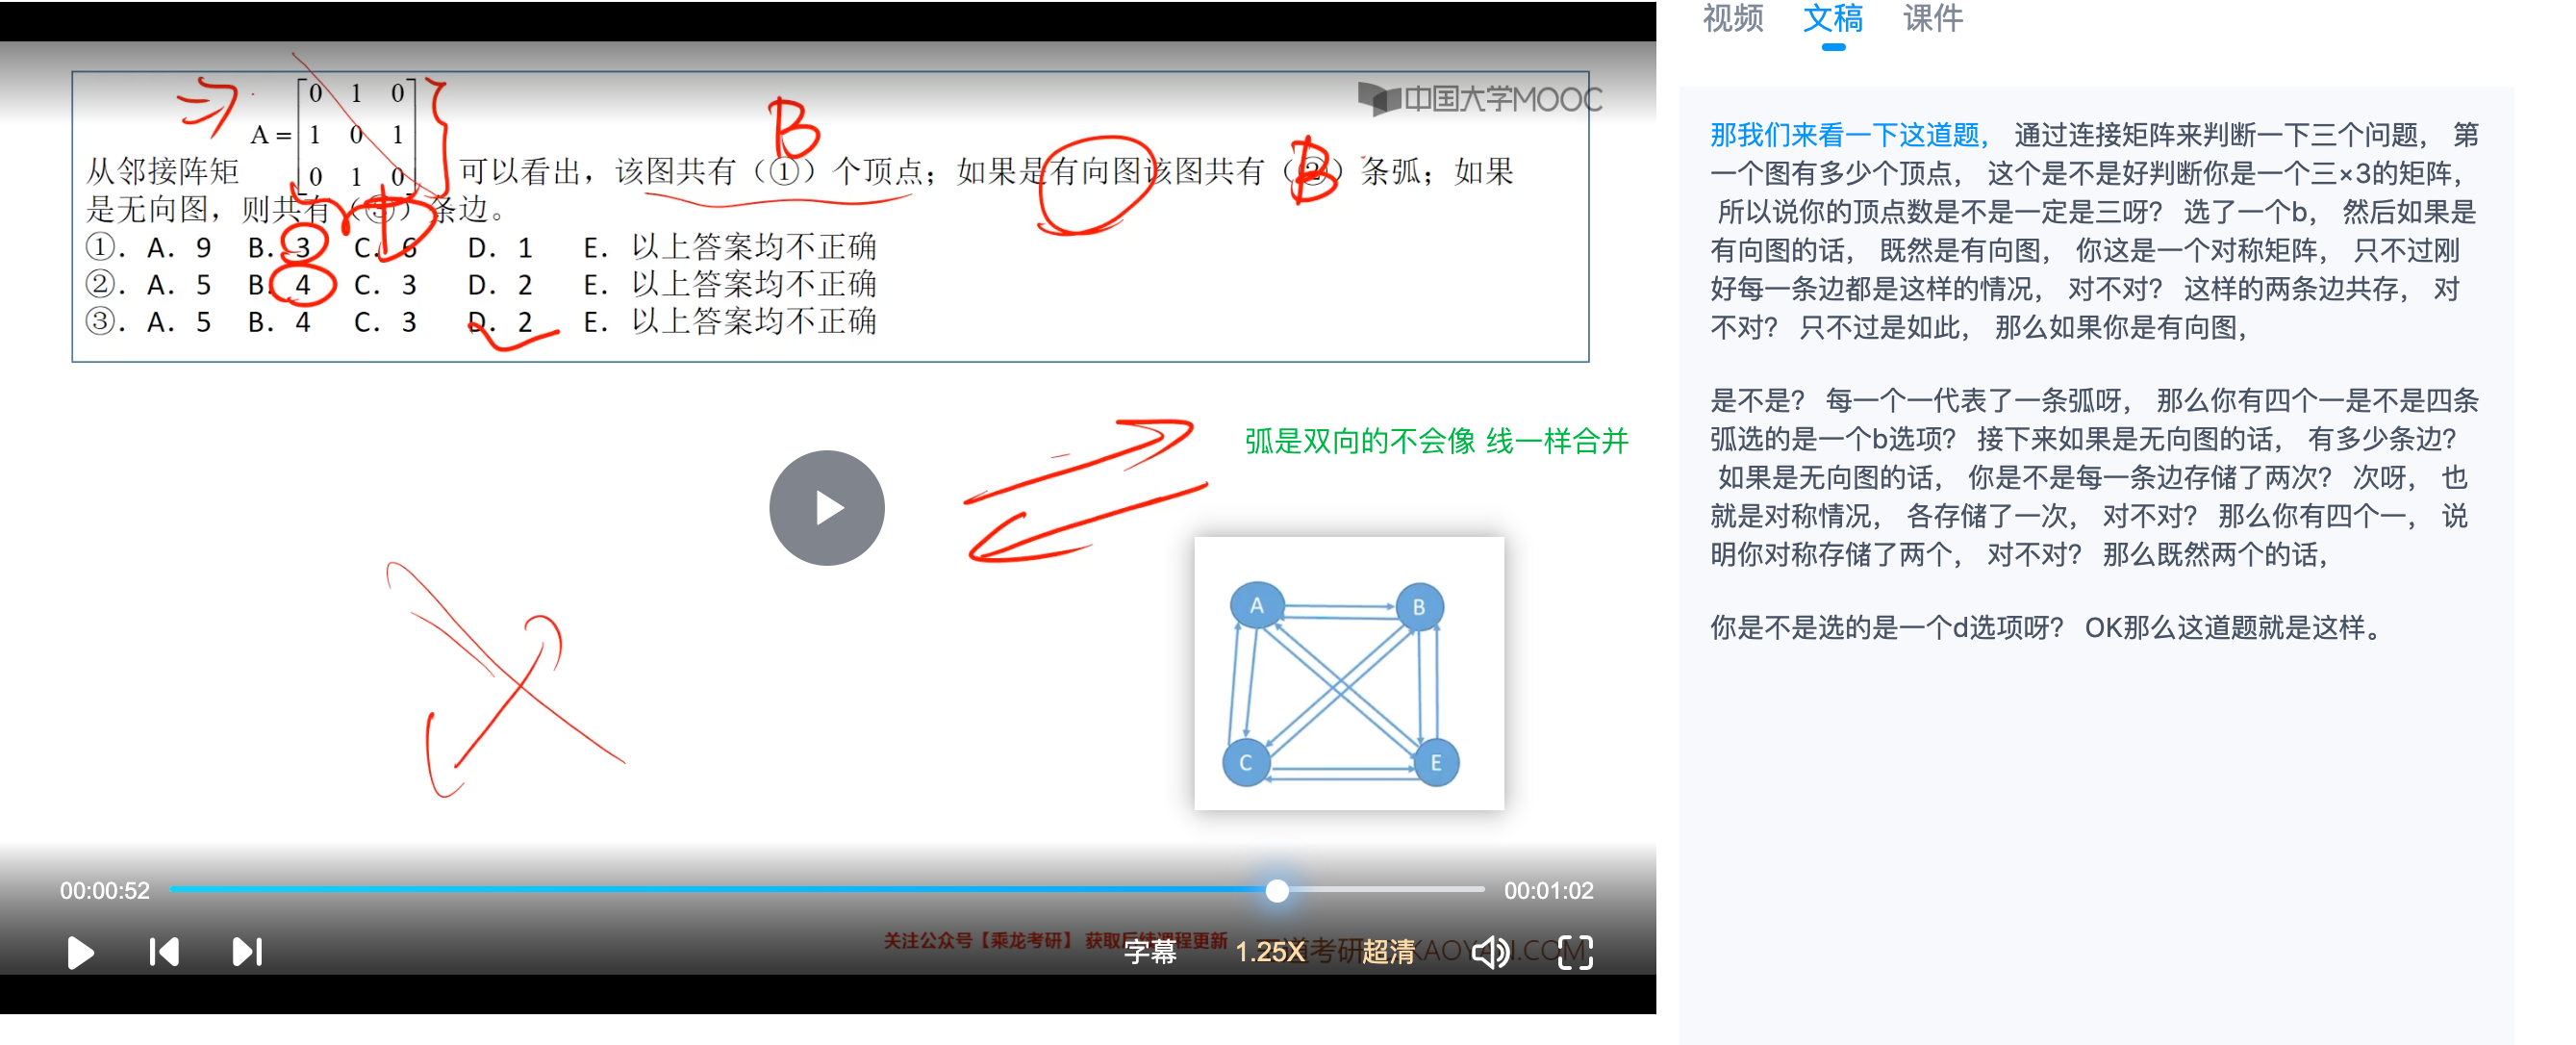 中国大学MOOC
0 1 0
A = 1 0 1
0 1 0
从邻接阵矩 可以看出，该图共有（①）个顶点；如果是有向图该图共有（②）条弧；如果
是无向图，则共有（③）条边。
①. A. 9 B. 3 C. 6 D. 1 E. 以上答案均不正确
②. A. 5 B. 4 C. 3 D. 2 E. 以上答案均不正确
③. A. 5 B. 4 C. 3 D. 2 E. 以上答案均不正确
B
B
弧是双向的不会像 线一样合并
A
B
C
E
00:00:52
00:01:02
关注公众号【乘龙考研】 获取后续课程更新
字幕
1.25X
超清
视频 文稿 课件
那我们来看一下这道题， 通过连接矩阵来判断一下三个问题， 第
一个图有多少个顶点， 这个是不是好判断你是一个三×3的矩阵，
所以说你的顶点数是不是一定是三呀？ 选了一个b， 然后如果是
有向图的话， 既然是有向图， 你这是一个对称矩阵， 只不过刚
好每一条边都是这样的情况， 对不对？ 这样的两条边共存， 对
不对？ 只不过是如此， 那么如果你是有向图，
是不是？ 每一个一代表了一条弧呀， 那么你有四个一是不是四条
弧选的是一个b选项？ 接下来如果是无向图的话， 有多少条边？
如果是无向图的话， 你是不是每一条边存储了两次？ 次呀， 也
就是对称情况， 各存储了一次， 对不对？ 那么你有四个一， 说
明你对称存储了两个， 对不对？ 那么既然两个的话，
你是不是选的是一个d选项呀？ OK那么这道题就是这样。